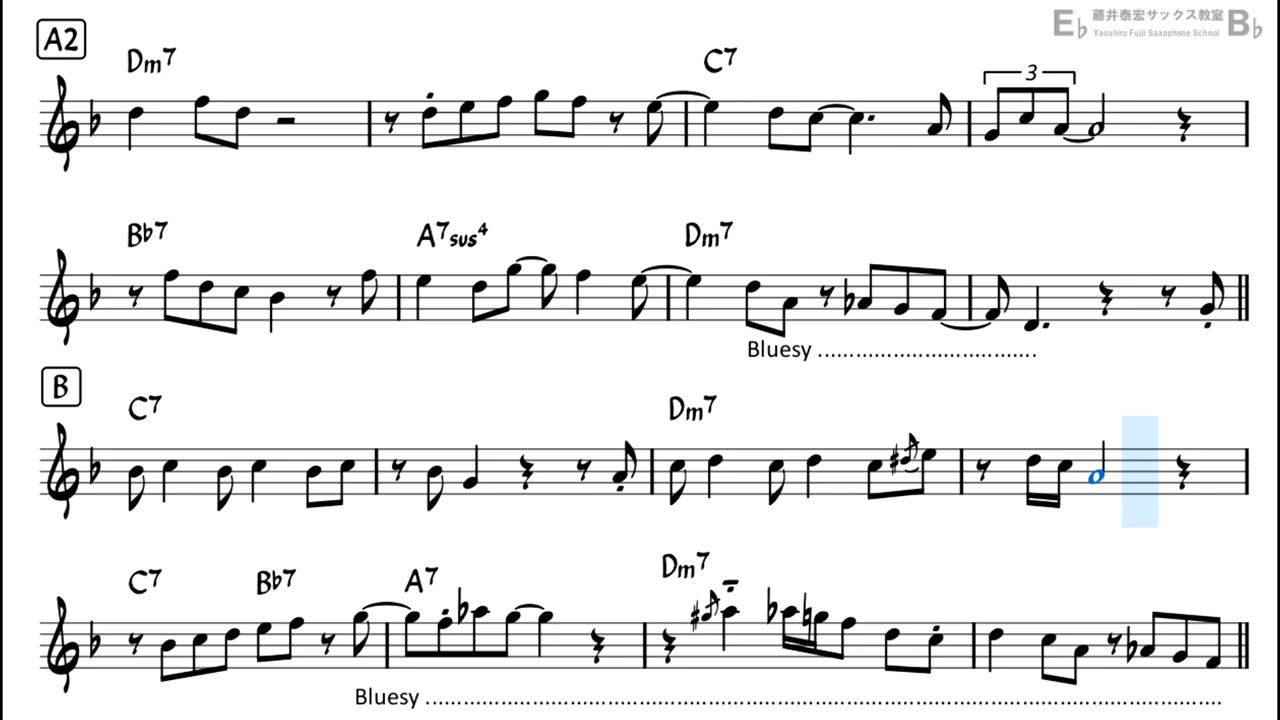 E♭ 藤井泰宏サックス教室 B♭
Yasuhiro Fujii Saxophone School
A2
Dm7 C7
3
B♭7 A7sus4 Dm7
Bluesy ....................................
B
C7 Dm7
C7 B♭7 A7 Dm7
Bluesy ........................................................................................................................